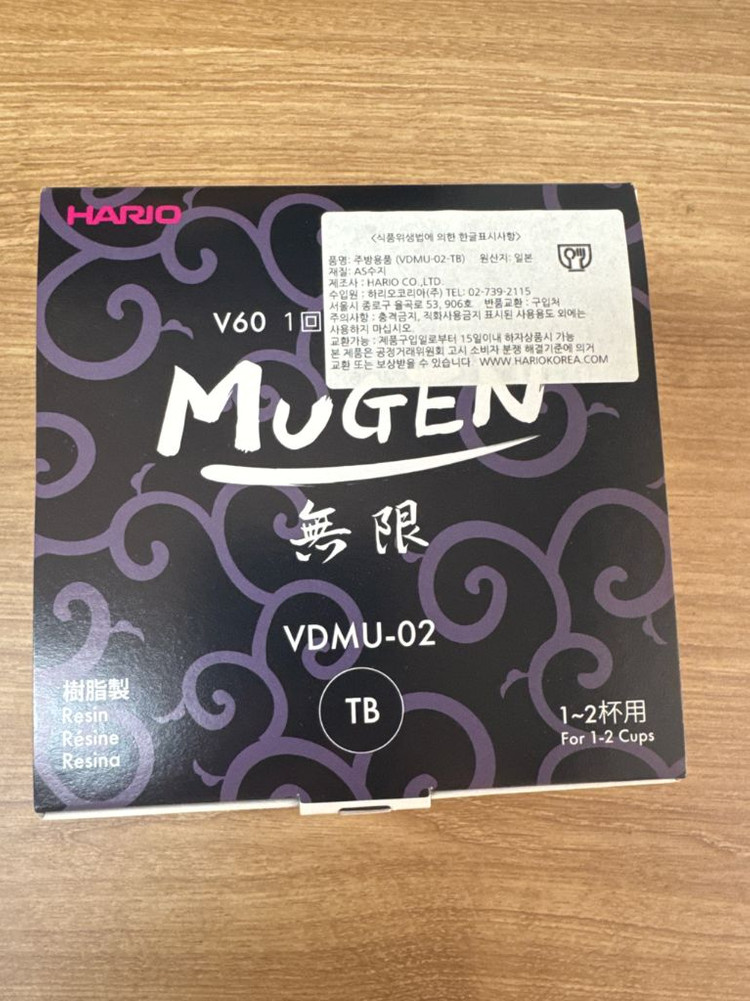 HARIO
<식품위생법에 의한 한글표시사항>
품명: 주방용품 (VDMU-02-TB) 원산지: 일본
재질: AS수지
제조사 : HARIO CO.,LTD.
수입원 : 하리오코리아(주) TEL: 02-739-2115
서울시 종로구 율곡로 53, 906호 반품교환 : 구입처
주의사항 : 충격금지, 직화사용금지 표시된 사용용도 외에는
사용하지 마십시오.
교환가능 : 제품구입일로부터 15일이내 하자상품시 가능
본 제품은 공정거래위원회 고시 소비자 분쟁 해결기준에 의거
교환 또는 보상받을 수 있습니다. WWW.HARIOKOREA.COM
V60 1回
MUGEN
無限
VDMU-02
TB
樹脂製
Resin
Résine
Resina
1~2杯用
For 1-2 Cups